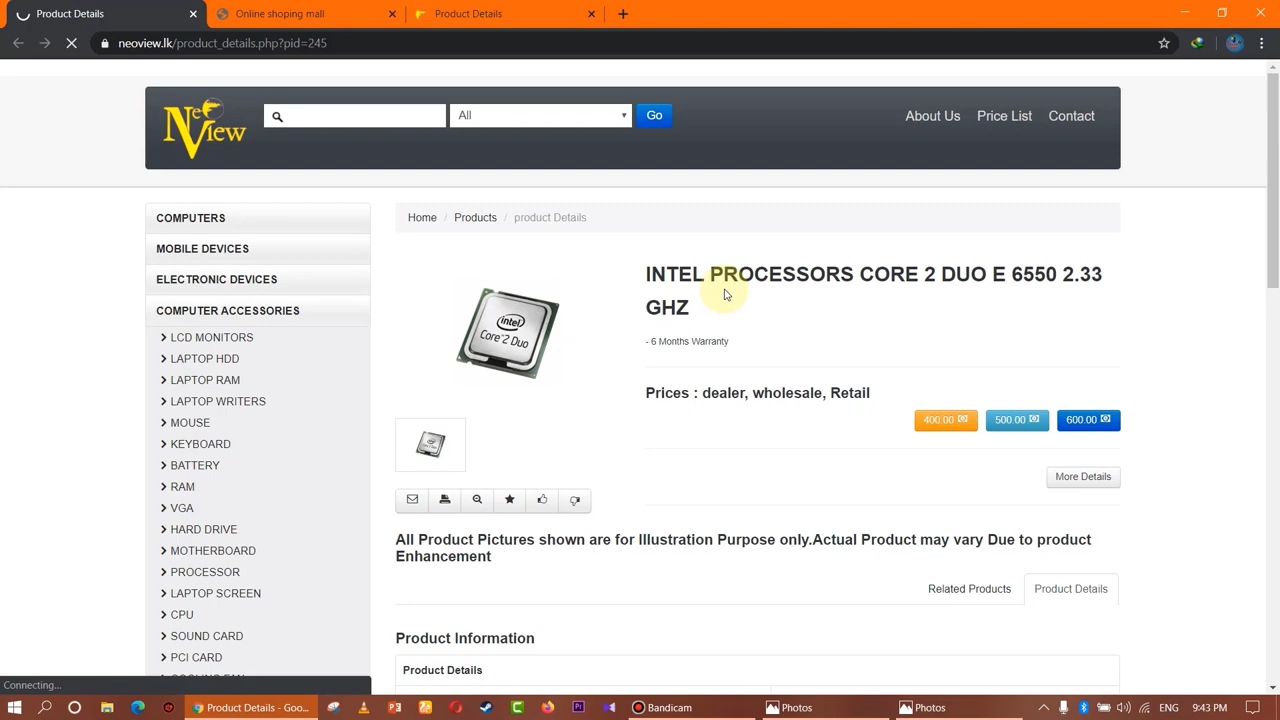 Product Details
Online shoping mall
Product Details
neoview.lk/product_details.php?pid=245
NeView
All
Go
About Us
Price List
Contact
COMPUTERS
MOBILE DEVICES
ELECTRONIC DEVICES
COMPUTER ACCESSORIES
LCD MONITORS
LAPTOP HDD
LAPTOP RAM
LAPTOP WRITERS
MOUSE
KEYBOARD
BATTERY
RAM
VGA
HARD DRIVE
MOTHERBOARD
PROCESSOR
LAPTOP SCREEN
CPU
SOUND CARD
PCI CARD
COOLING FAN
Home / Products / product Details
intel
Core™2 Duo
INTEL PROCESSORS CORE 2 DUO E 6550 2.33
GHZ
- 6 Months Warranty
Prices : dealer, wholesale, Retail
400.00
500.00
600.00
More Details
All Product Pictures shown are for Illustration Purpose only.Actual Product may vary Due to product
Enhancement
Related Products
Product Details
Product Information
Product Details
Connecting...
Product Details - Goo...
Bandicam
Photos
Photos
ENG
9:43 PM